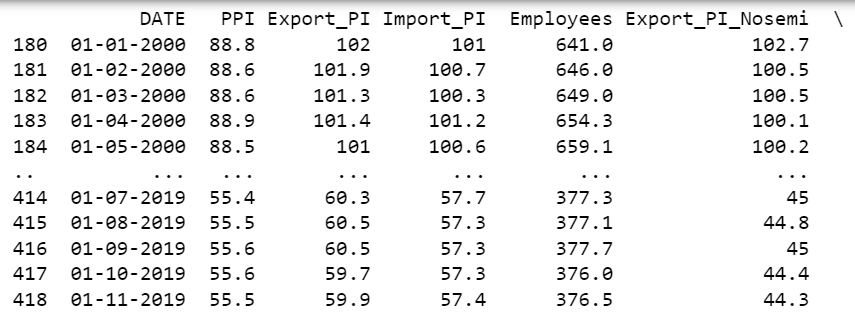 DATE PPI Export_PI Import_PI Employees Export_PI_Nosemi \
180 01-01-2000 88.8 102 101 641.0 102.7
181 01-02-2000 88.6 101.9 100.7 646.0 100.5
182 01-03-2000 88.6 101.3 100.3 649.0 100.5
183 01-04-2000 88.9 101.4 101.2 654.3 100.1
184 01-05-2000 88.5 101 100.6 659.1 100.2
.. ... ... ... ... ... ...
414 01-07-2019 55.4 60.3 57.7 377.3 45
415 01-08-2019 55.5 60.5 57.3 377.1 44.8
416 01-09-2019 55.6 60.5 57.3 377.7 45
417 01-10-2019 55.6 59.7 57.3 376.0 44.4
418 01-11-2019 55.5 59.9 57.4 376.5 44.3